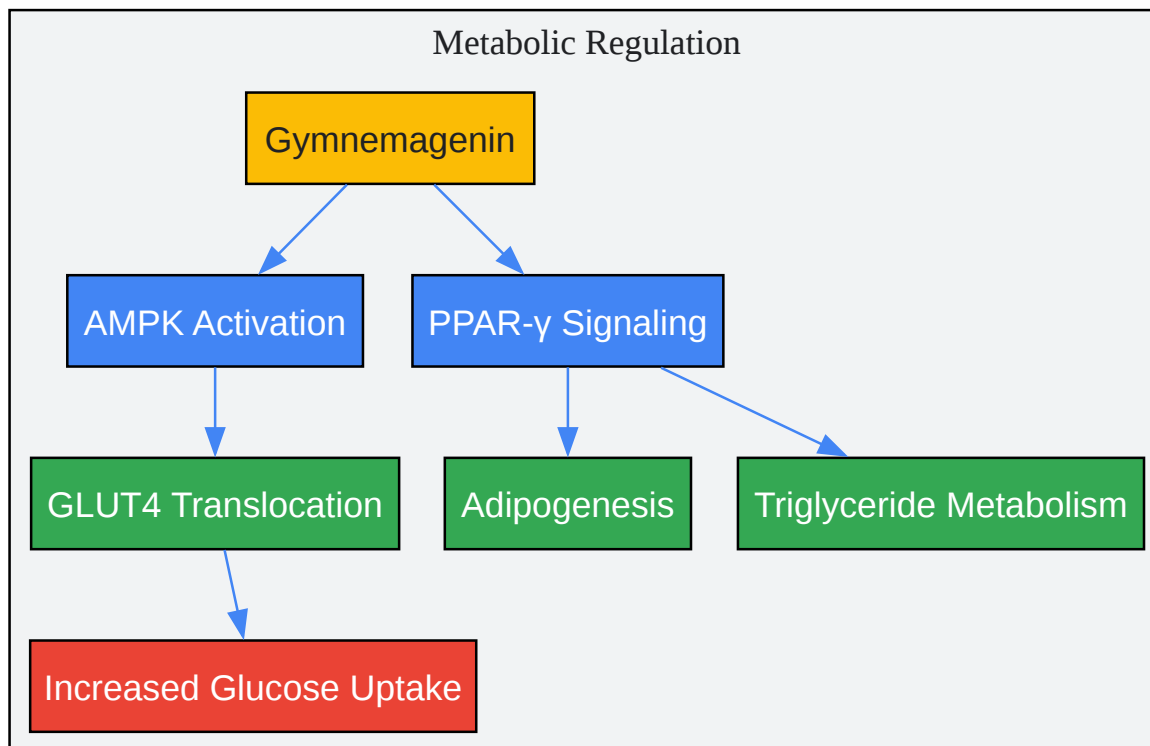 Metabolic Regulation
Gymnemagenin
AMPK Activation
PPAR-γ Signaling
GLUT4 Translocation
Adipogenesis
Triglyceride Metabolism
Increased Glucose Uptake